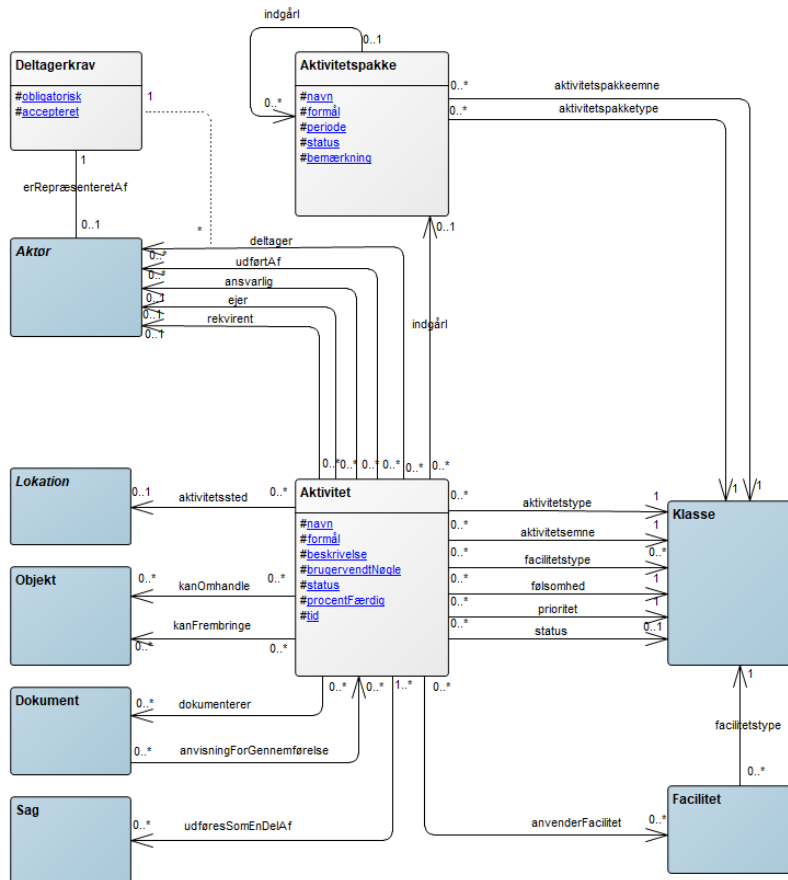 indgårI
0..1
Deltagerkrav
#obligatorisk
#accepteret
1
Aktivitetspakke
#navn
#formål
#periode
#status
#bemærkning
0..*
0..*
aktivitetspakkeemne
0..*
aktivitetspakketype
1
erRepræsenteretAf
0..1
*
0..1
Aktør
deltager
0..*
udførtAf
0..*
ansvarlig
0..1
ejer
0..1
rekvirent
0..1
indgårI
0..*
0..*
0..*
0..*
0..*
0..*
1
1
Lokation
0..1
aktivitetssted
0..*
Aktivitet
#navn
#formål
#beskrivelse
#brugervendtNøgle
#status
#procentFærdig
#tid
0..*
aktivitetstype
1
0..*
aktivitetsemne
1
0..*
facilitetstype
0..*
0..*
følsomhed
1
0..*
prioritet
1
0..*
status
0..1
Klasse
Objekt
0..*
kanOmhandle
0..*
0..*
kanFrembringe
0..*
Dokument
0..*
dokumenterer
0..*
0..*
1..*
0..*
0..*
anvisningForGennemførelse
1
facilitetstype
0..*
Sag
0..*
udføresSomEnDelAf
anvenderFacilitet
0..*
Facilitet